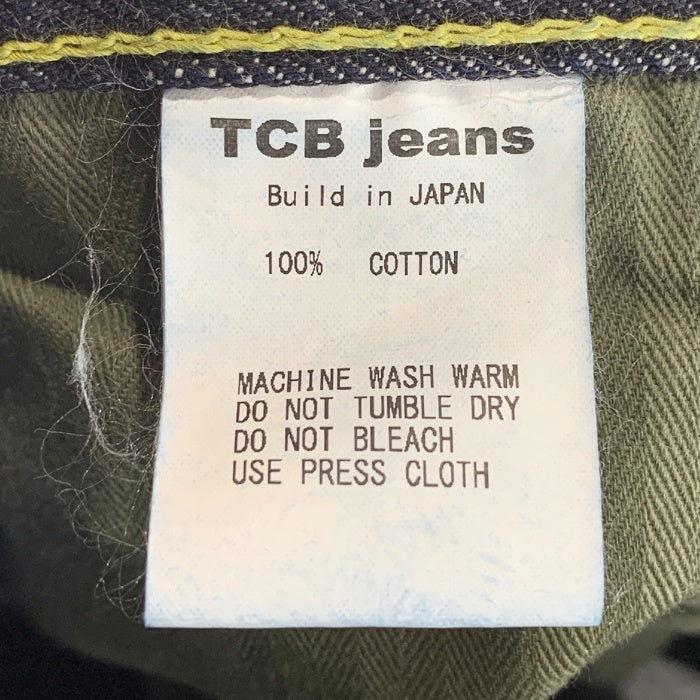 TCB jeans
Build in JAPAN
100% COTTON
MACHINE WASH WARM
DO NOT TUMBLE DRY
DO NOT BLEACH
USE PRESS CLOTH